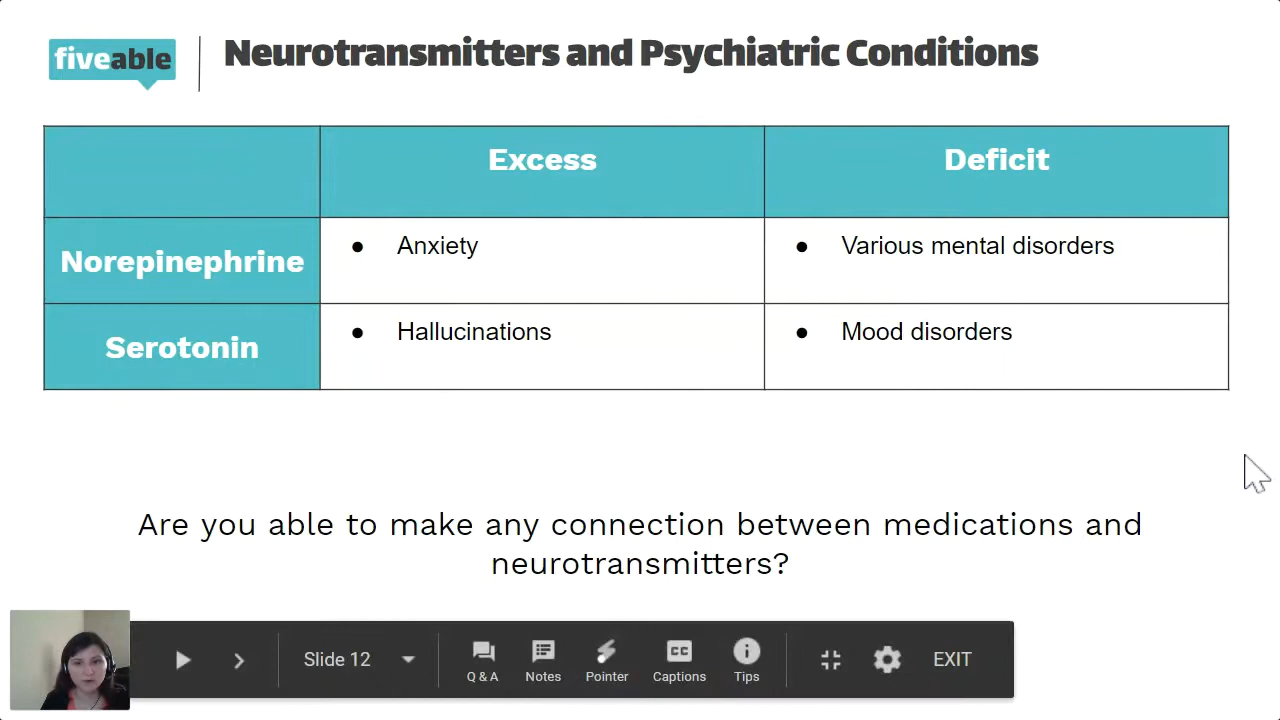 fiveable
Neurotransmitters and Psychiatric Conditions
Excess
Deficit
Norepinephrine
● Anxiety
● Various mental disorders
Serotonin
● Hallucinations
● Mood disorders
Are you able to make any connection between medications and
neurotransmitters?
Slide 12
Q & A
Notes
Pointer
CC
Captions
Tips
EXIT